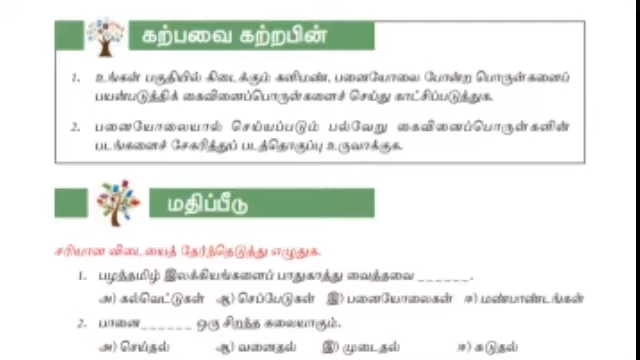 கற்பவை கற்றபின்
1. உங்கள் பகுதியில் கிடைக்கும் களிமண், பனையோலை போன்ற பொருள்களைப்
பயன்படுத்திக் கைவினைப்பொருள்களைச் செய்து காட்சிப்படுத்துக.
2. பனையோலையால் செய்யப்படும் பல்வேறு கைவினைப்பொருள்களின்
படங்களைச் சேகரித்துப் படத்தொகுப்பு உருவாக்குக.
மதிப்பீடு
சரியான விடையைத் தேர்ந்தெடுத்து எழுதுக.
1. பழந்தமிழ் இலக்கியங்களைப் பாதுகாத்து வைத்தவை ______.
அ) கல்வெட்டுகள் ஆ) செப்பேடுகள் இ) பனையோலைகள் ஈ) மண்பாண்டங்கள்
2. பானை______ ஒரு சிறந்த கலையாகும்.
அ) செய்தல் ஆ) வனைதல் இ) முடைதல் ஈ) சுடுதல்